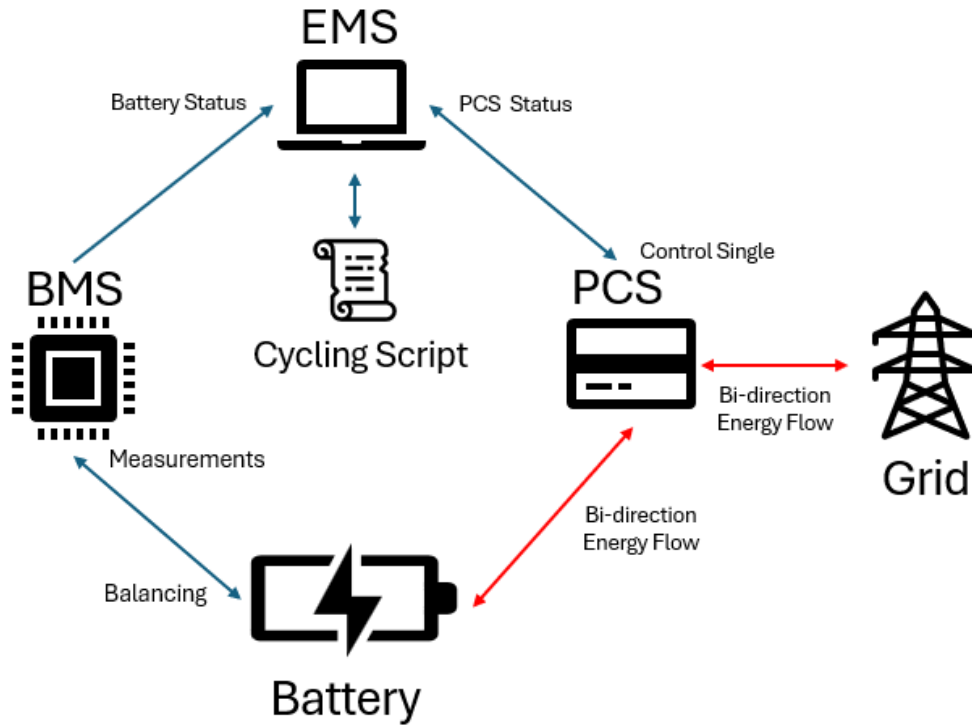 EMS
Battery Status
PCS Status
Control Single
BMS
PCS
Cycling Script
Bi-direction
Energy Flow
Measurements
Grid
Bi-direction
Energy Flow
Balancing
Battery